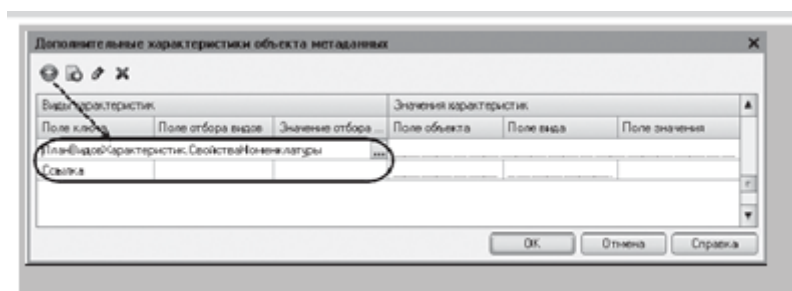 Дополнительные характеристики объекта метаданных
Виды характеристик
Значения характеристик
Поле ключа
Поле отбора видов
Значение отбора ...
Поле объекта
Поле вида
Поле значения
ПланВидовХарактеристик.СвойстваНоменклатуры
...
Ссылка
ОК
Отмена
Справка